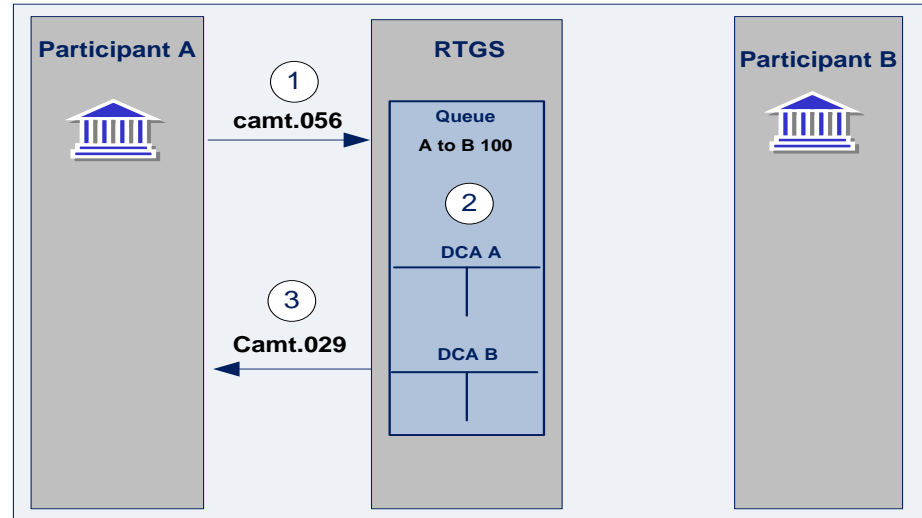 Participant A
1
camt.056
3
Camt.029
RTGS
Queue
A to B 100
2
DCA A
DCA B
Participant B